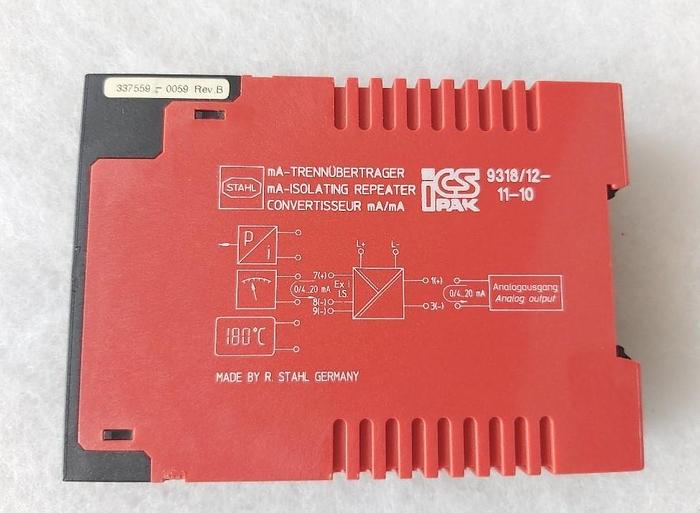 337559 - 0059 Rev.B
STAHL
mA-TRENNÜBERTRAGER
mA-ISOLATING REPEATER
CONVERTISSEUR mA/mA
iCS
PAK
9318/12-
11-10
P
i
L+
L-
7(+)
0/4..20 mA
Ex i
I.S.
8(-)
9(-)
1(+)
0/4..20 mA
3(-)
Analogausgang
Analog output
180°C
MADE BY R. STAHL GERMANY